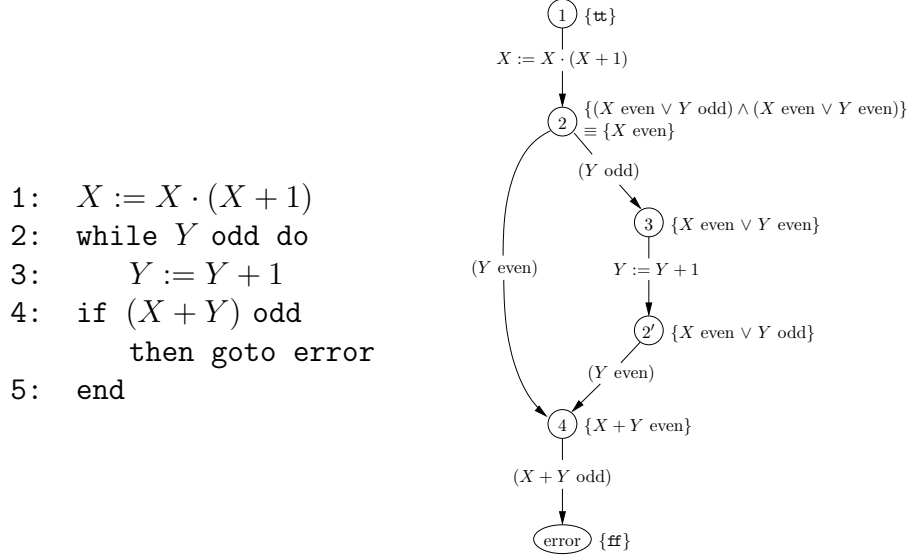 1: X := X · (X + 1)
2: while Y odd do
3: Y := Y + 1
4: if (X + Y) odd
then goto error
5: end
1 {tt}
X := X · (X + 1)
2 {(X even ∨ Y odd) ∧ (X even ∨ Y even)}
≡ {X even}
(Y odd)
3 {X even ∨ Y even}
(Y even) Y := Y + 1
2′ {X even ∨ Y odd}
(Y even)
4 {X + Y even}
(X + Y odd)
error {ff}